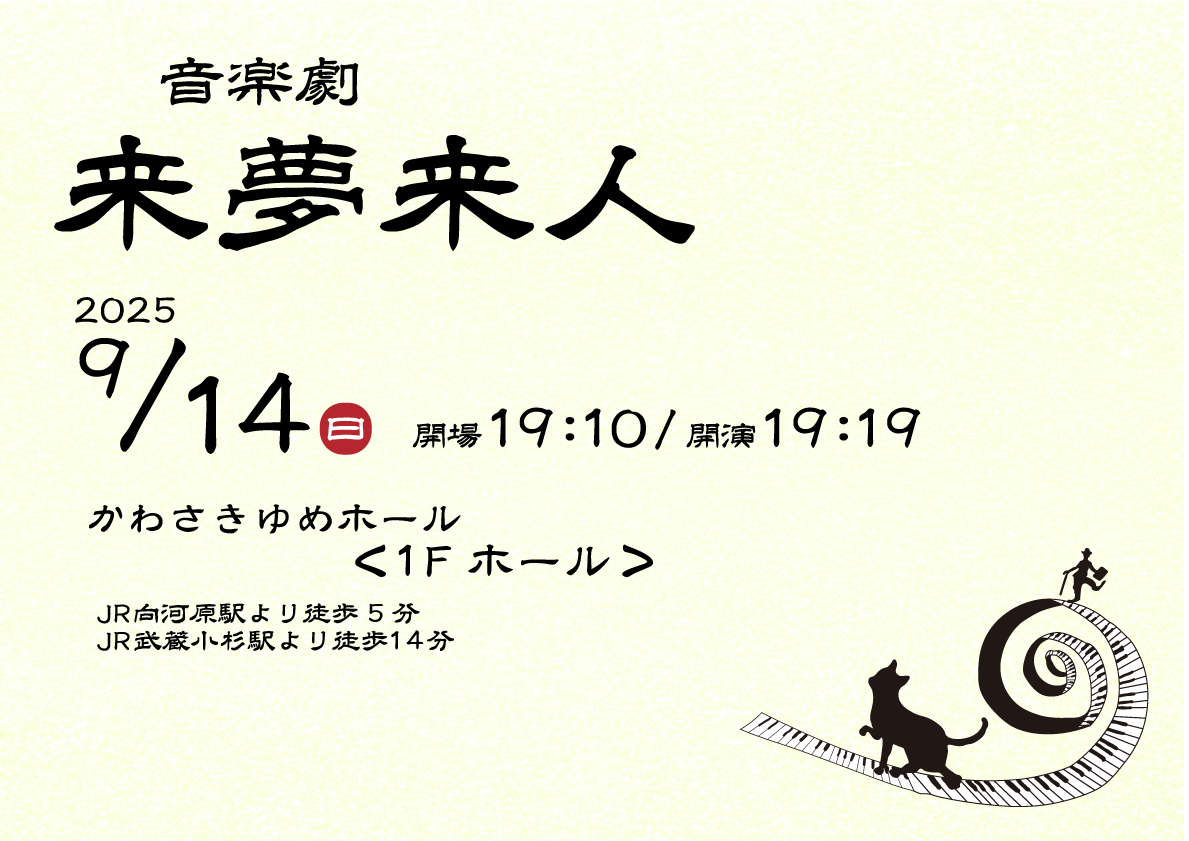 音楽劇
来夢来人
2025
9/14 日 開場19:10/開演19:19
かわさきゆめホール
<1F ホール>
JR向河原駅より徒歩5分
JR武蔵小杉駅より徒歩14分